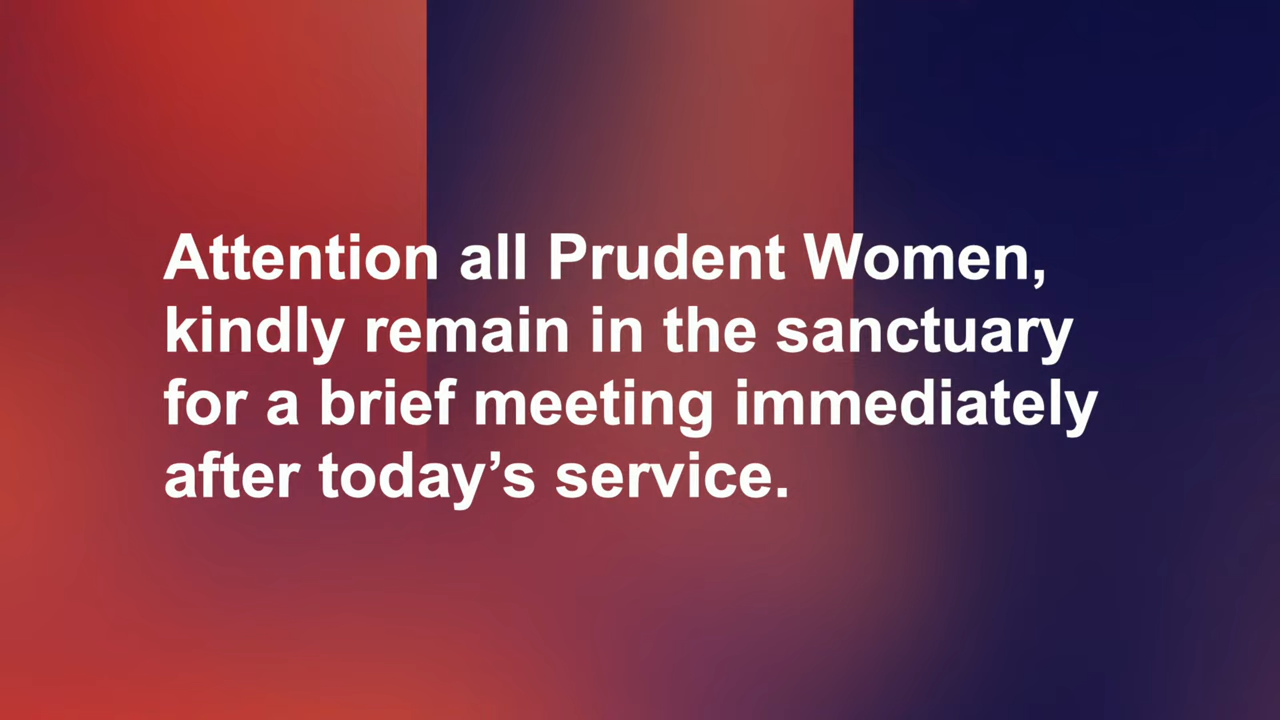 Attention all Prudent Women,
kindly remain in the sanctuary
for a brief meeting immediately
after today’s service.